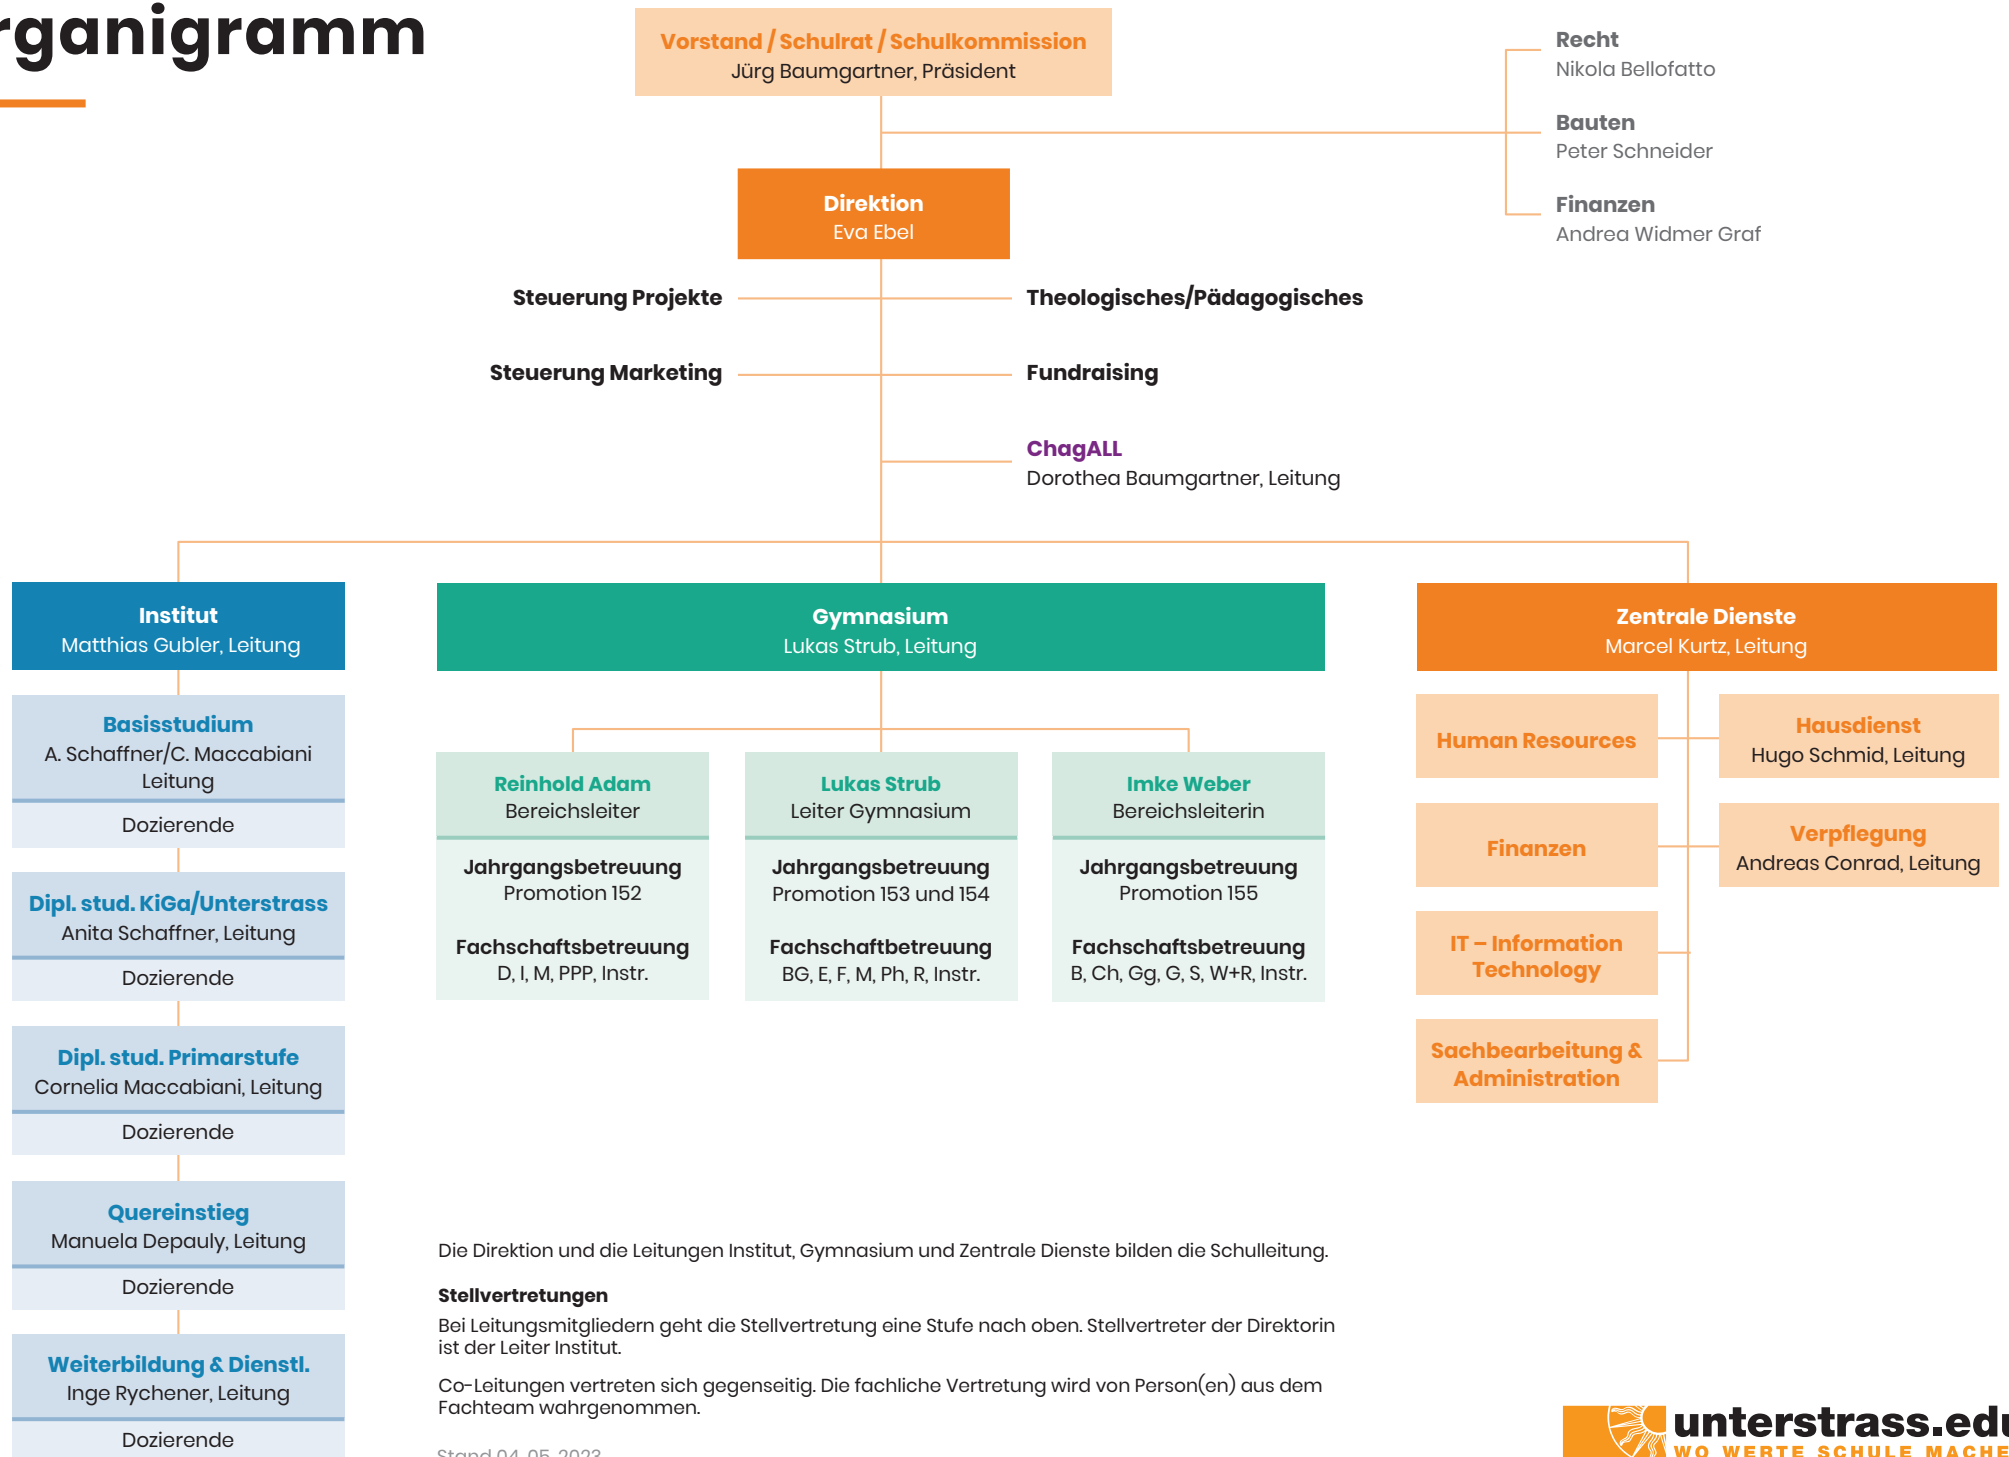 rganigramm
Vorstand / Schulrat / Schulkommission
Jürg Baumgartner, Präsident
Recht
Nikola Bellofatto
Bauten
Peter Schneider
Finanzen
Andrea Widmer Graf
Direktion
Eva Ebel
Steuerung Projekte
Theologisches/Pädagogisches
Steuerung Marketing
Fundraising
ChagALL
Dorothea Baumgartner, Leitung
Institut
Matthias Gubler, Leitung
Basisstudium
A. Schaffner/C. Maccabiani
Leitung
Dozierende
Dipl. stud. KiGa/Unterstrass
Anita Schaffner, Leitung
Dozierende
Dipl. stud. Primarstufe
Cornelia Maccabiani, Leitung
Dozierende
Quereinstieg
Manuela Depauly, Leitung
Dozierende
Weiterbildung & Dienstl.
Inge Rychener, Leitung
Dozierende
Gymnasium
Lukas Strub, Leitung
Reinhold Adam
Bereichsleiter
Jahrgangsbetreuung
Promotion 152
Fachschaftsbetreuung
D, I, M, PPP, Instr.
Lukas Strub
Leiter Gymnasium
Jahrgangsbetreuung
Promotion 153 und 154
Fachschaftbetreuung
BG, E, F, M, Ph, R, Instr.
Imke Weber
Bereichsleiterin
Jahrgangsbetreuung
Promotion 155
Fachschaftsbetreuung
B, Ch, Gg, G, S, W+R, Instr.
Zentrale Dienste
Marcel Kurtz, Leitung
Human Resources
Hausdienst
Hugo Schmid, Leitung
Finanzen
Verpflegung
Andreas Conrad, Leitung
IT – Information
Technology
Sachbearbeitung &
Administration
Die Direktion und die Leitungen Institut, Gymnasium und Zentrale Dienste bilden die Schulleitung.
Stellvertretungen
Bei Leitungsmitgliedern geht die Stellvertretung eine Stufe nach oben. Stellvertreter der Direktorin
ist der Leiter Institut.
Co-Leitungen vertreten sich gegenseitig. Die fachliche Vertretung wird von Person(en) aus dem
Fachteam wahrgenommen.
Stand 04-05-2023
unterstrass.edu
WO WERTE SCHULE MACHE